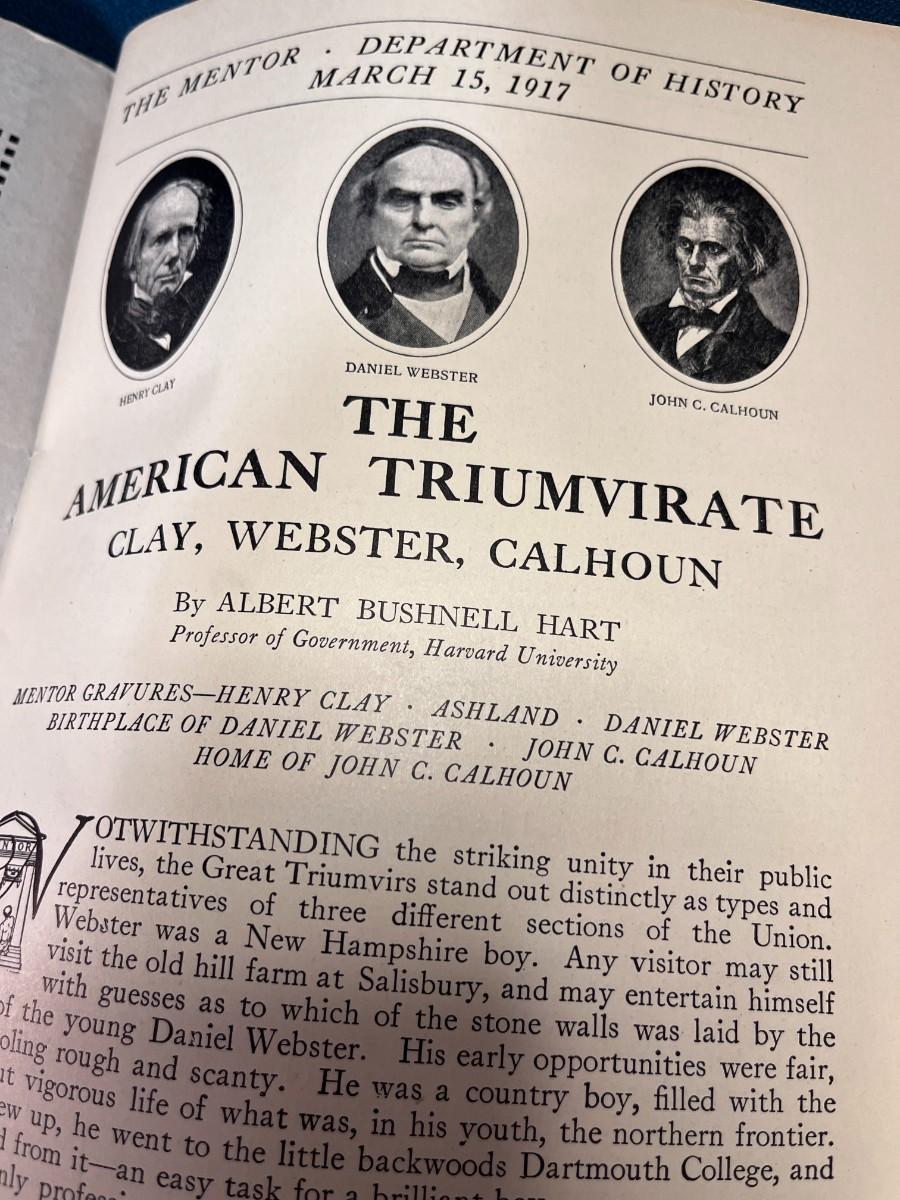 THE MENTOR · DEPARTMENT OF HISTORY
MARCH 15, 1917
HENRY CLAY
DANIEL WEBSTER
JOHN C. CALHOUN
THE
AMERICAN TRIUMVIRATE
CLAY, WEBSTER, CALHOUN
By ALBERT BUSHNELL HART
Professor of Government, Harvard University
MENTOR GRAVURES—HENRY CLAY · ASHLAND · DANIEL WEBSTER
BIRTHPLACE OF DANIEL WEBSTER · JOHN C. CALHOUN
HOME OF JOHN C. CALHOUN
NOTWITHSTANDING the striking unity in their public
lives, the Great Triumvirs stand out distinctly as types and
representatives of three different sections of the Union.
Webster was a New Hampshire boy. Any visitor may still
visit the old hill farm at Salisbury, and may entertain himself
with guesses as to which of the stone walls was laid by the
of the young Daniel Webster. His early opportunities were fair,
rough and scanty. He was a country boy, filled with the
vigorous life of what was, in his youth, the northern frontier.
up, he went to the little backwoods Dartmouth College, and
from it—an easy task for a brilliant boy